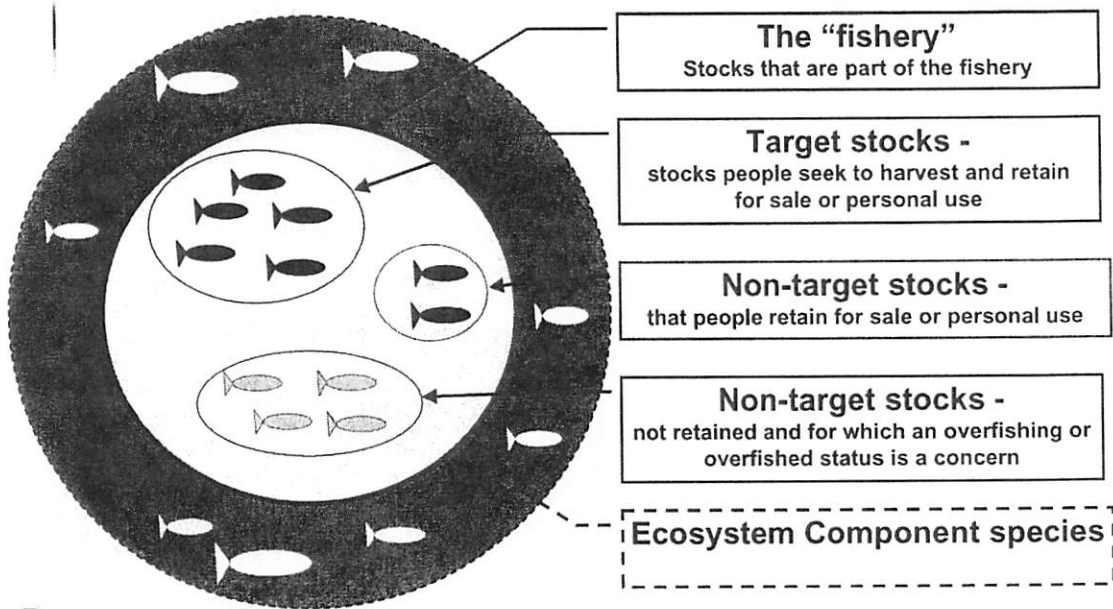 The “fishery”
Stocks that are part of the fishery
Target stocks -
stocks people seek to harvest and retain
for sale or personal use
Non-target stocks -
that people retain for sale or personal use
Non-target stocks -
not retained and for which an overfishing or
overfished status is a concern
Ecosystem Component species